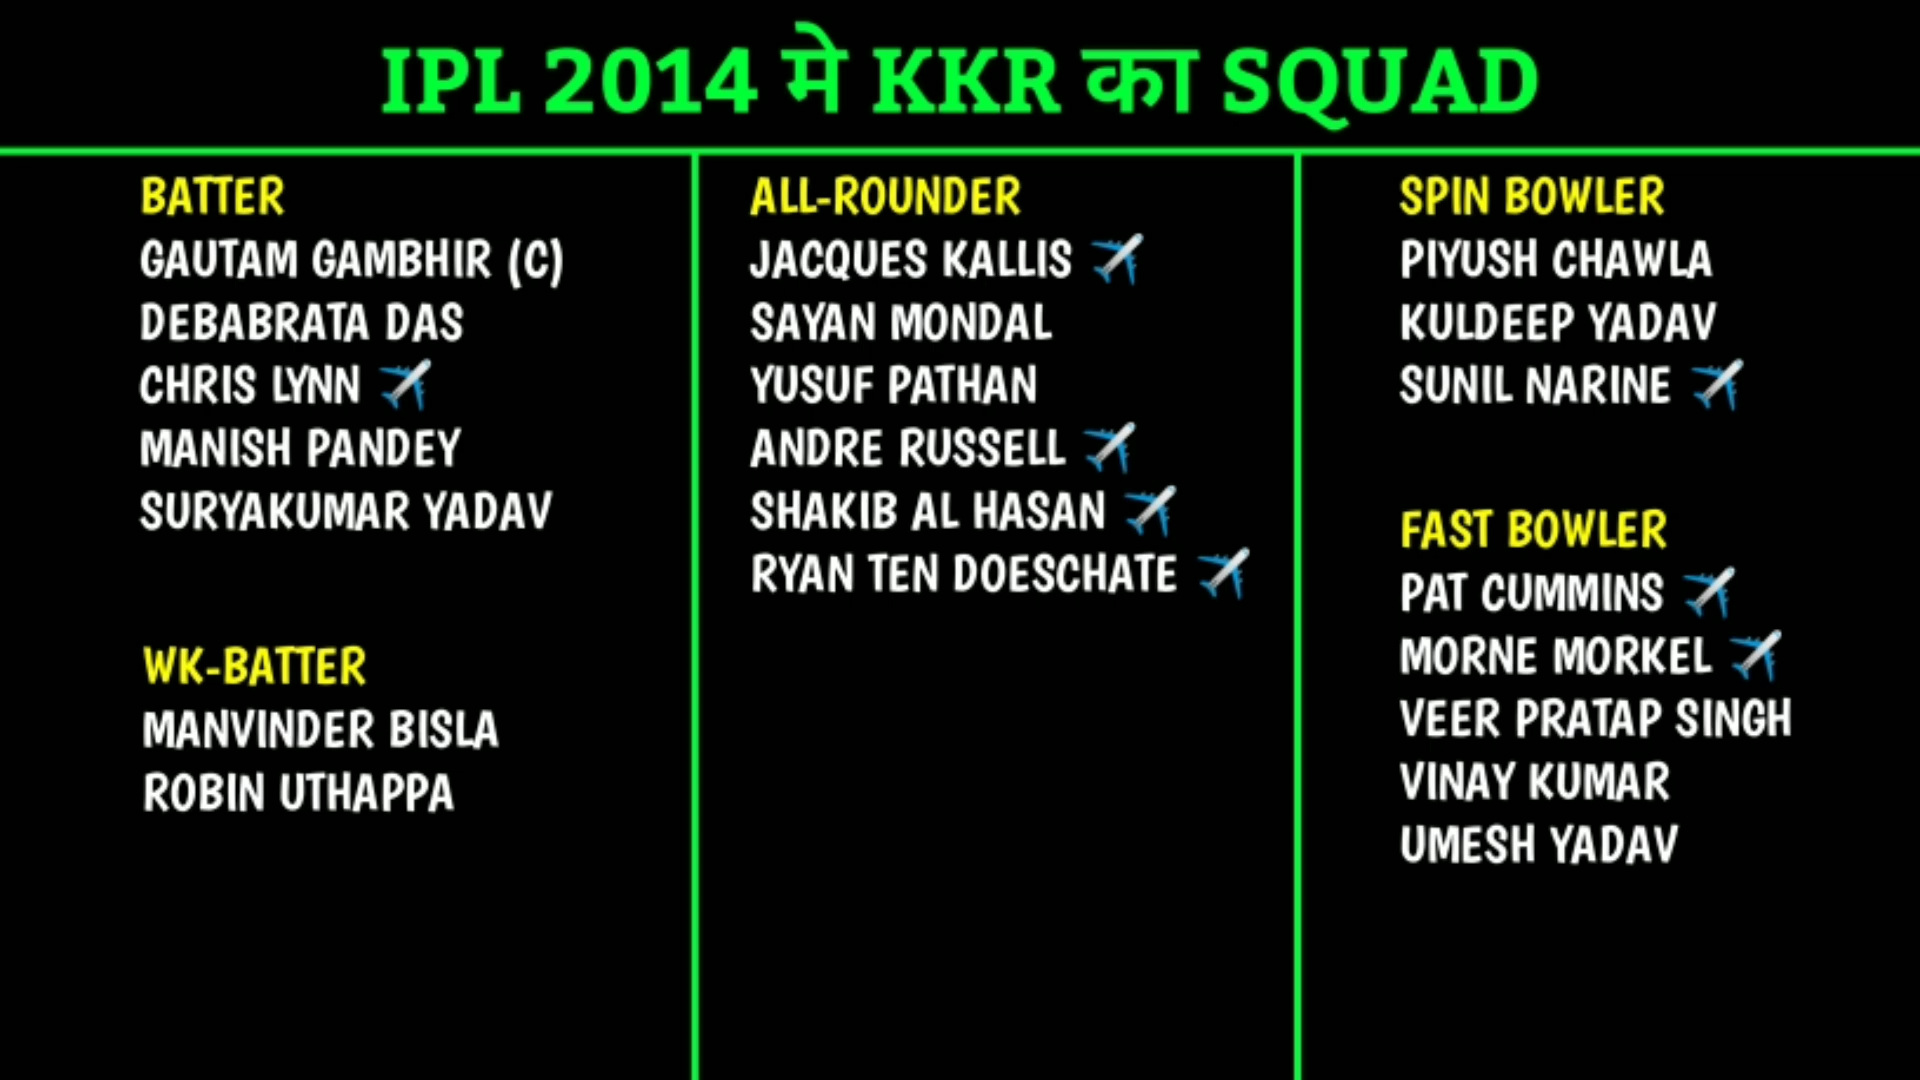 IPL 2014 मे KKR का SQUAD
BATTER
GAUTAM GAMBHIR (C)
DEBABRATA DAS
CHRIS LYNN ✈️
MANISH PANDEY
SURYAKUMAR YADAV
WK-BATTER
MANVINDER BISLA
ROBIN UTHAPPA
ALL-ROUNDER
JACQUES KALLIS ✈️
SAYAN MONDAL
YUSUF PATHAN
ANDRE RUSSELL ✈️
SHAKIB AL HASAN ✈️
RYAN TEN DOESCHATE ✈️
SPIN BOWLER
PIYUSH CHAWLA
KULDEEP YADAV
SUNIL NARINE ✈️
FAST BOWLER
PAT CUMMINS ✈️
MORNE MORKEL ✈️
VEER PRATAP SINGH
VINAY KUMAR
UMESH YADAV